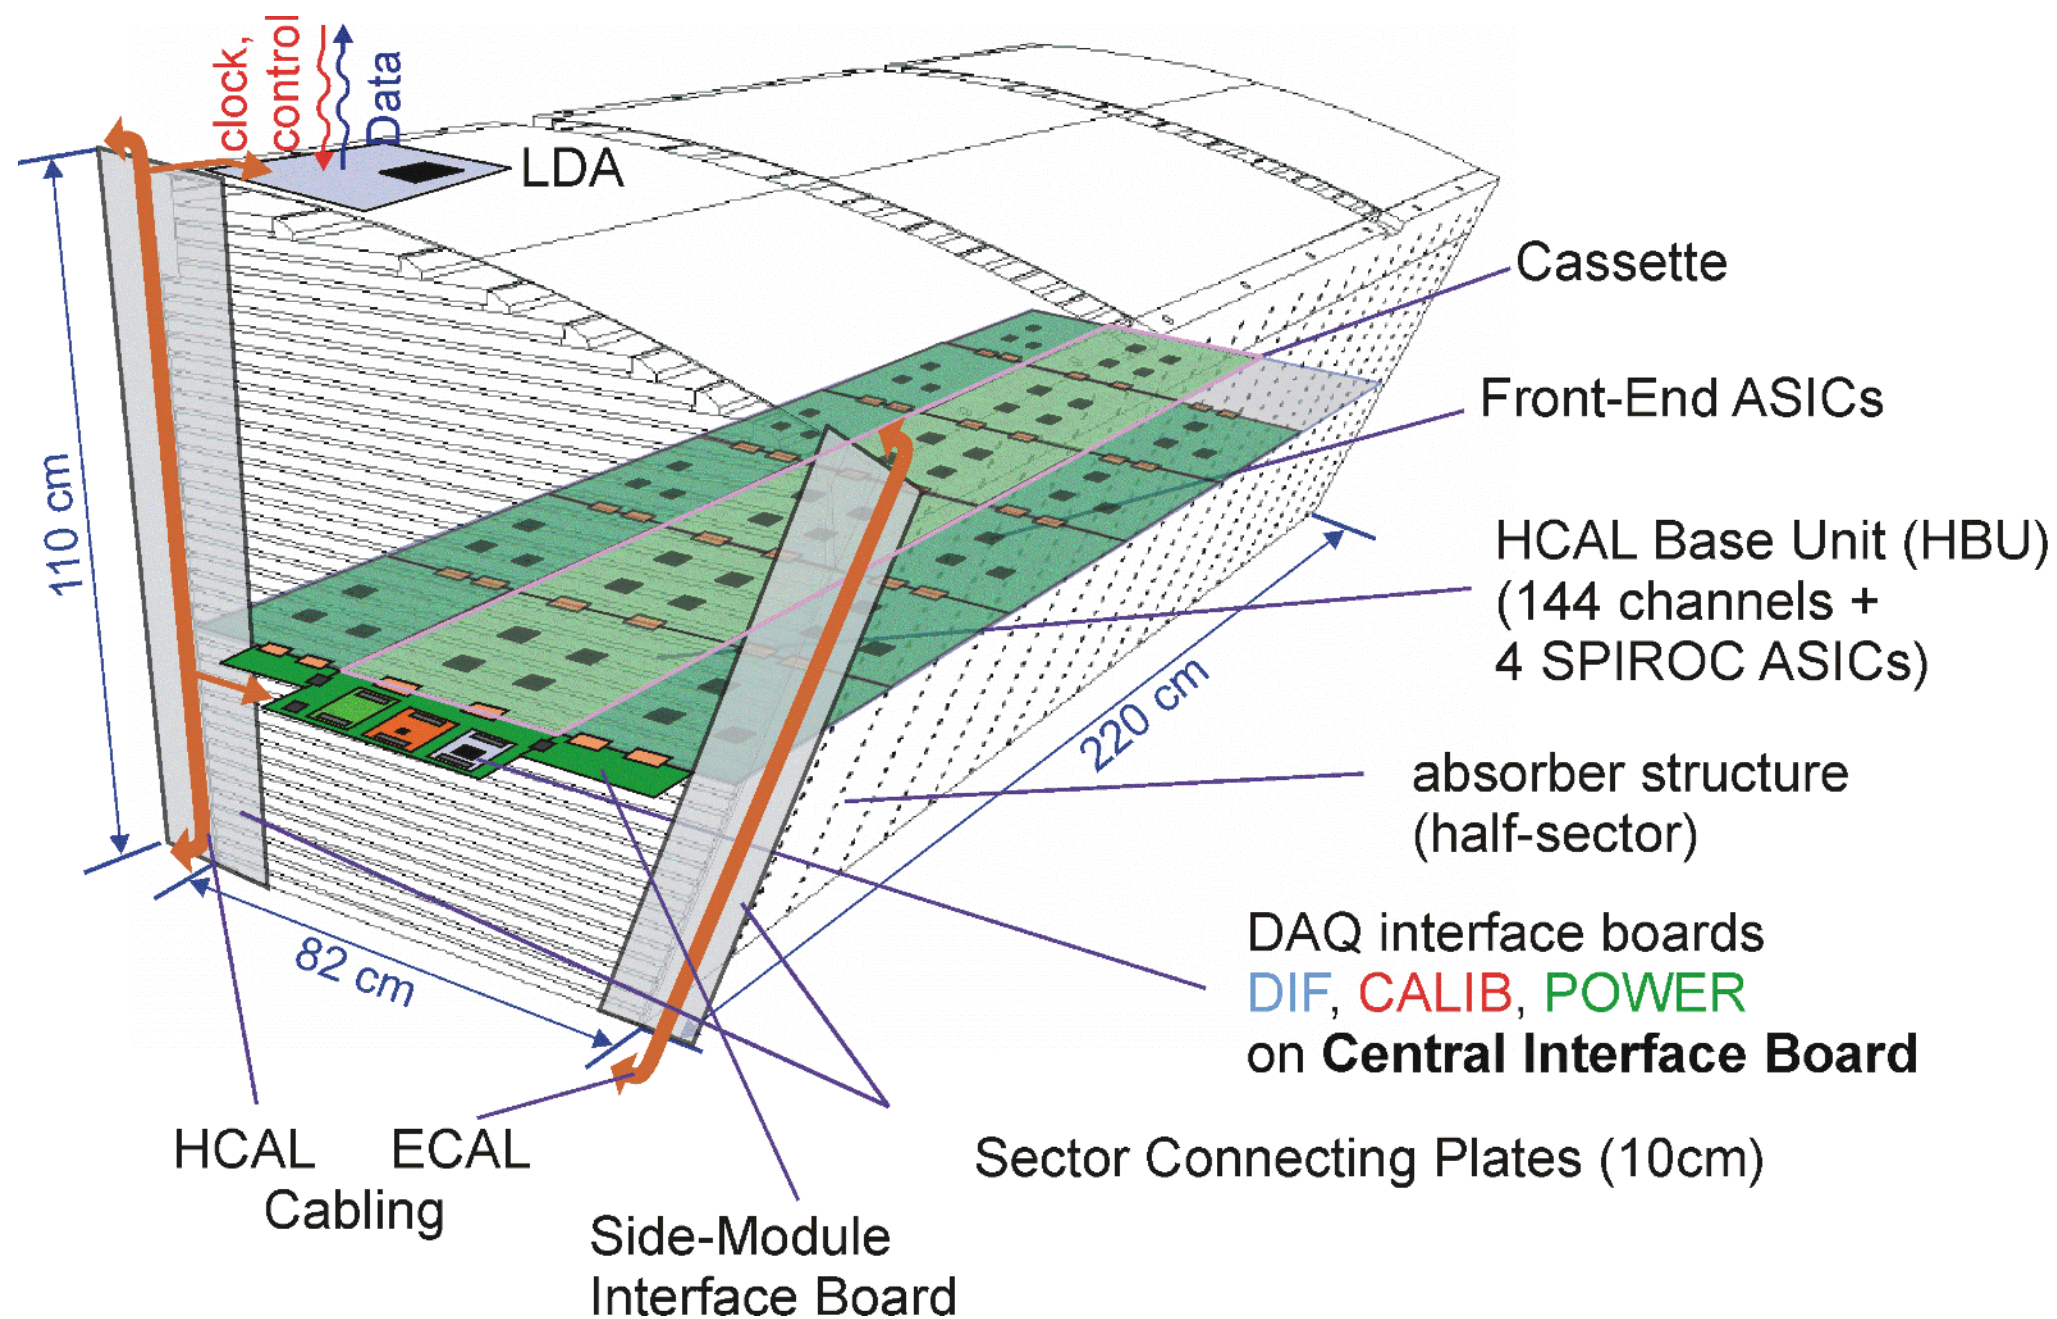 clock,
control
Data
LDA
Cassette
Front-End ASICs
110 cm
HCAL Base Unit (HBU)
(144 channels +
4 SPIROC ASICs)
220 cm
absorber structure
(half-sector)
82 cm
DAQ interface boards
DIF, CALIB, POWER
on Central Interface Board
HCAL ECAL
Cabling
Sector Connecting Plates (10cm)
Side-Module
Interface Board